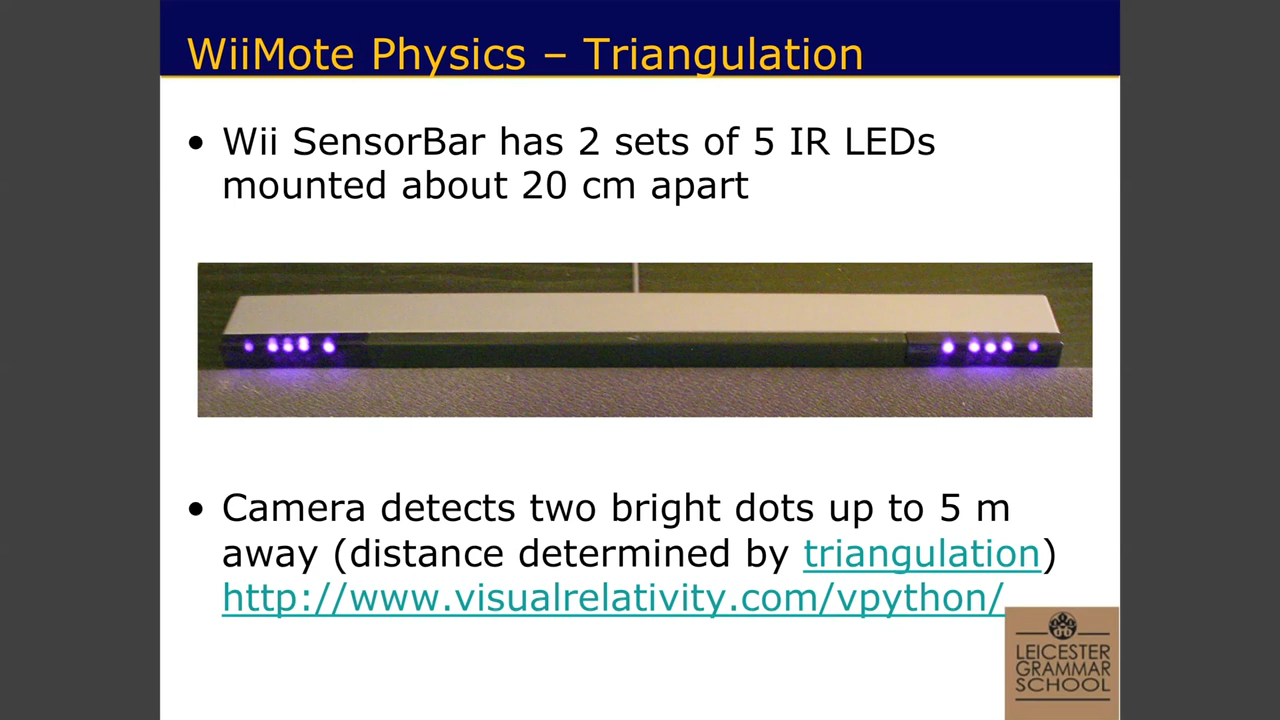 WiiMote Physics – Triangulation
• Wii SensorBar has 2 sets of 5 IR LEDs
mounted about 20 cm apart
• Camera detects two bright dots up to 5 m
away (distance determined by triangulation)
http://www.visualrelativity.com/vpython/
LEICESTER
GRAMMAR
SCHOOL